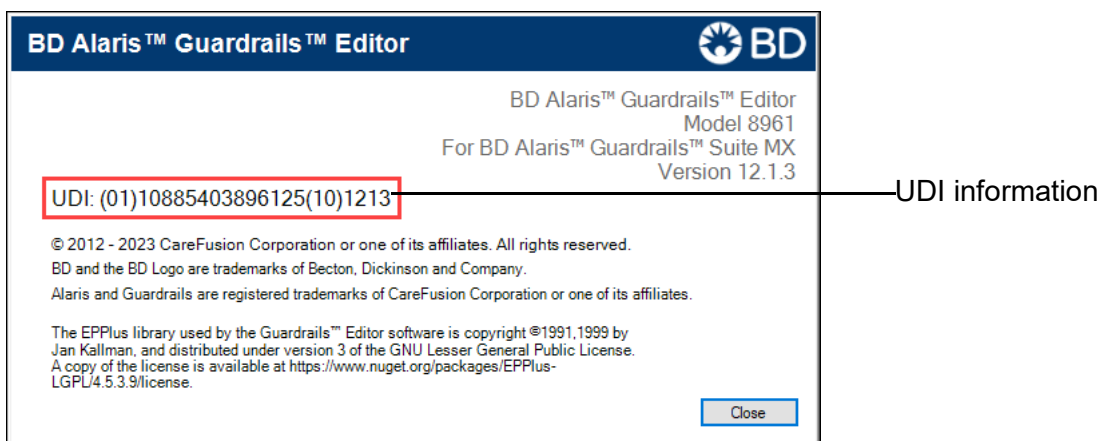 BD Alaris™ Guardrails™ Editor
BD
BD Alaris™ Guardrails™ Editor
Model 8961
For BD Alaris™ Guardrails™ Suite MX
Version 12.1.3
UDI: (01)10885403896125(10)1213
UDI information
© 2012 - 2023 CareFusion Corporation or one of its affiliates. All rights reserved.
BD and the BD Logo are trademarks of Becton, Dickinson and Company.
Alaris and Guardrails are registered trademarks of CareFusion Corporation or one of its affiliates.
The EPPlus library used by the Guardrails™ Editor software is copyright ©1991,1999 by
Jan Kallman, and distributed under version 3 of the GNU Lesser General Public License.
A copy of the license is available at https://www.nuget.org/packages/EPPlus-
LGPL/4.5.3.9/license.
Close